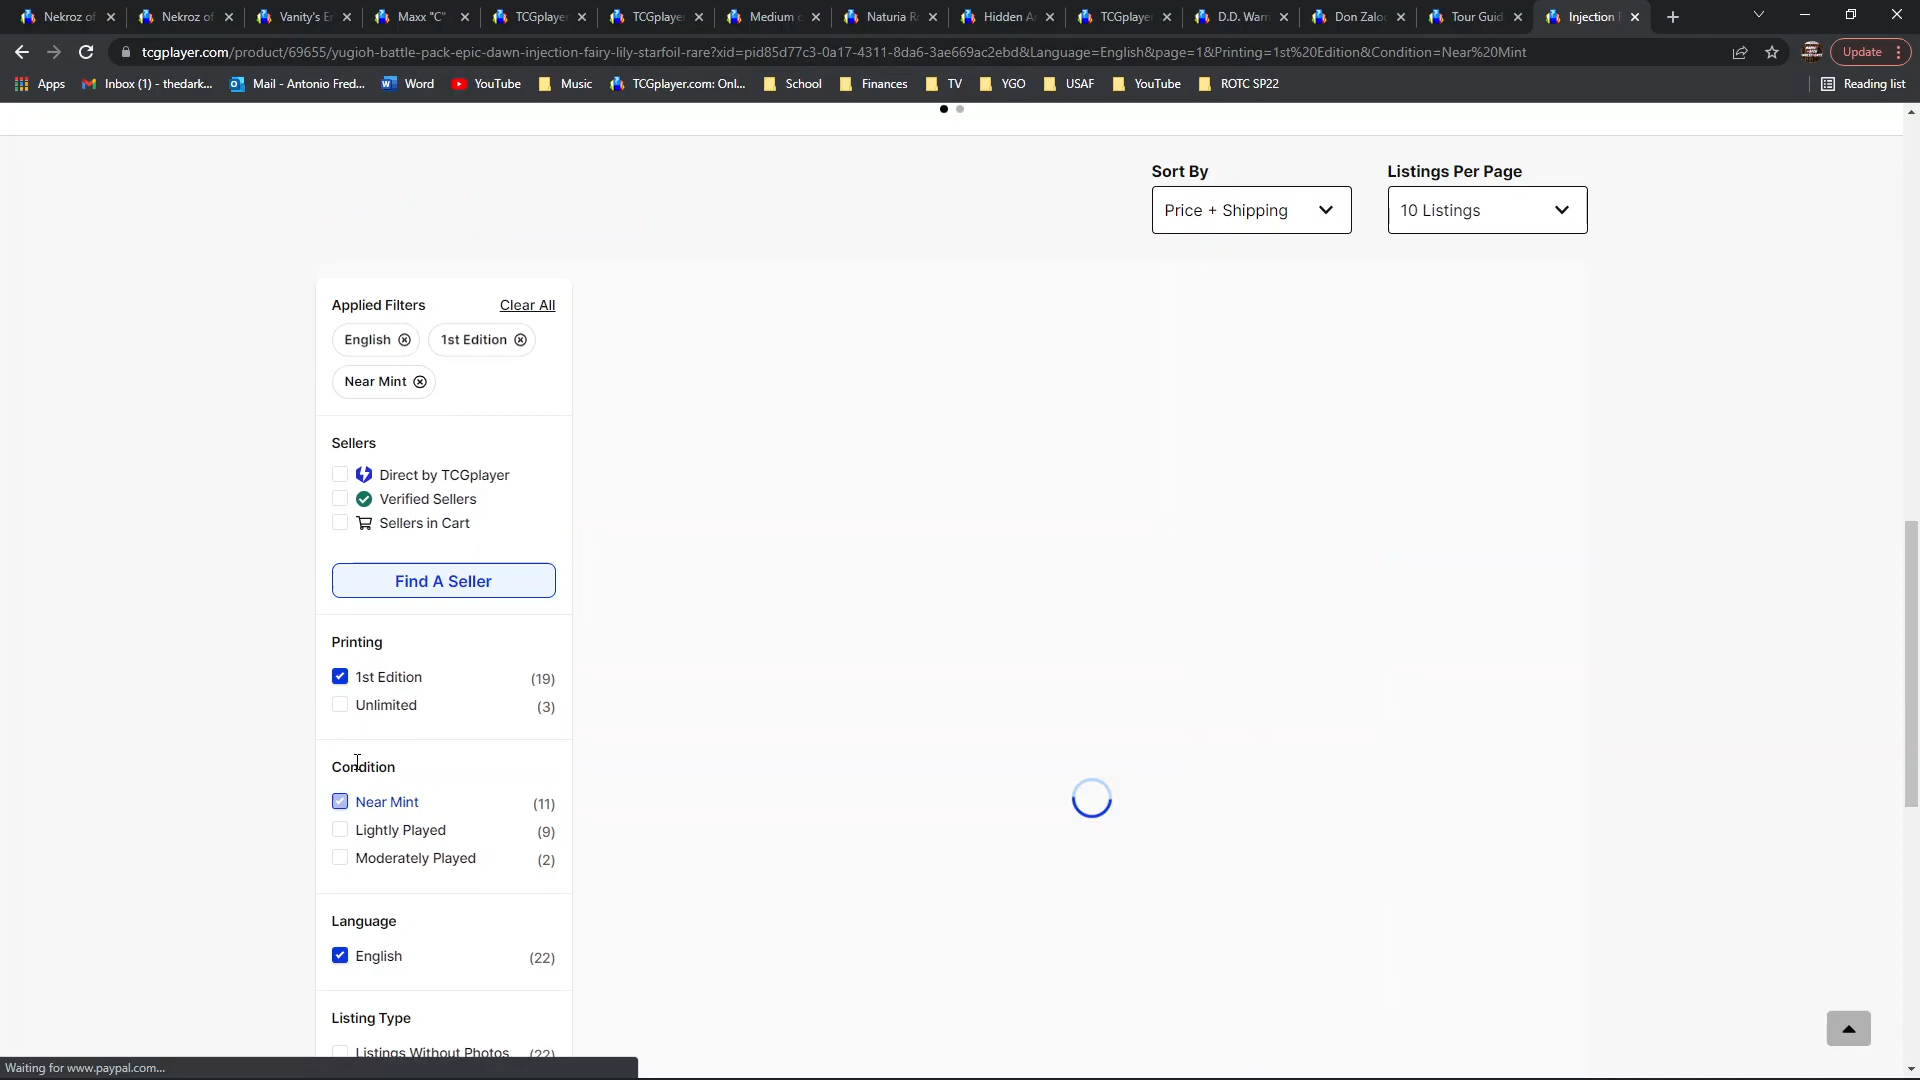 Nekroz of
Nekroz of
Vanity's Er
Maxx "C"
TCGplayer
TCGplayer
Medium c
Naturia R
Hidden A
TCGplayer
D.D. Warr
Don Zaloo
Tour Guid
Injection F
tcgplayer.com/product/69655/yugioh-battle-pack-epic-dawn-injection-fairy-lily-starfoil-rare?xid=pid85d77c3-0a17-4311-8da6-3ae669ac2ebd&Language=English&page=1&Printing=1st%20Edition&Condition=Near%20Mint
Update
Apps
Inbox (1) - thedark...
Mail - Antonio Fred...
Word
YouTube
Music
TCGplayer.com: Onl...
School
Finances
TV
YGO
USAF
YouTube
ROTC SP22
Reading list
Sort By
Listings Per Page
Price + Shipping
10 Listings
Applied Filters
Clear All
English
1st Edition
Near Mint
Sellers
Direct by TCGplayer
Verified Sellers
Sellers in Cart
Find A Seller
Printing
1st Edition (19)
Unlimited (3)
Condition
Near Mint (11)
Lightly Played (9)
Moderately Played (2)
Language
English (22)
Listing Type
Listings Without Photos (22)
Waiting for www.paypal.com...